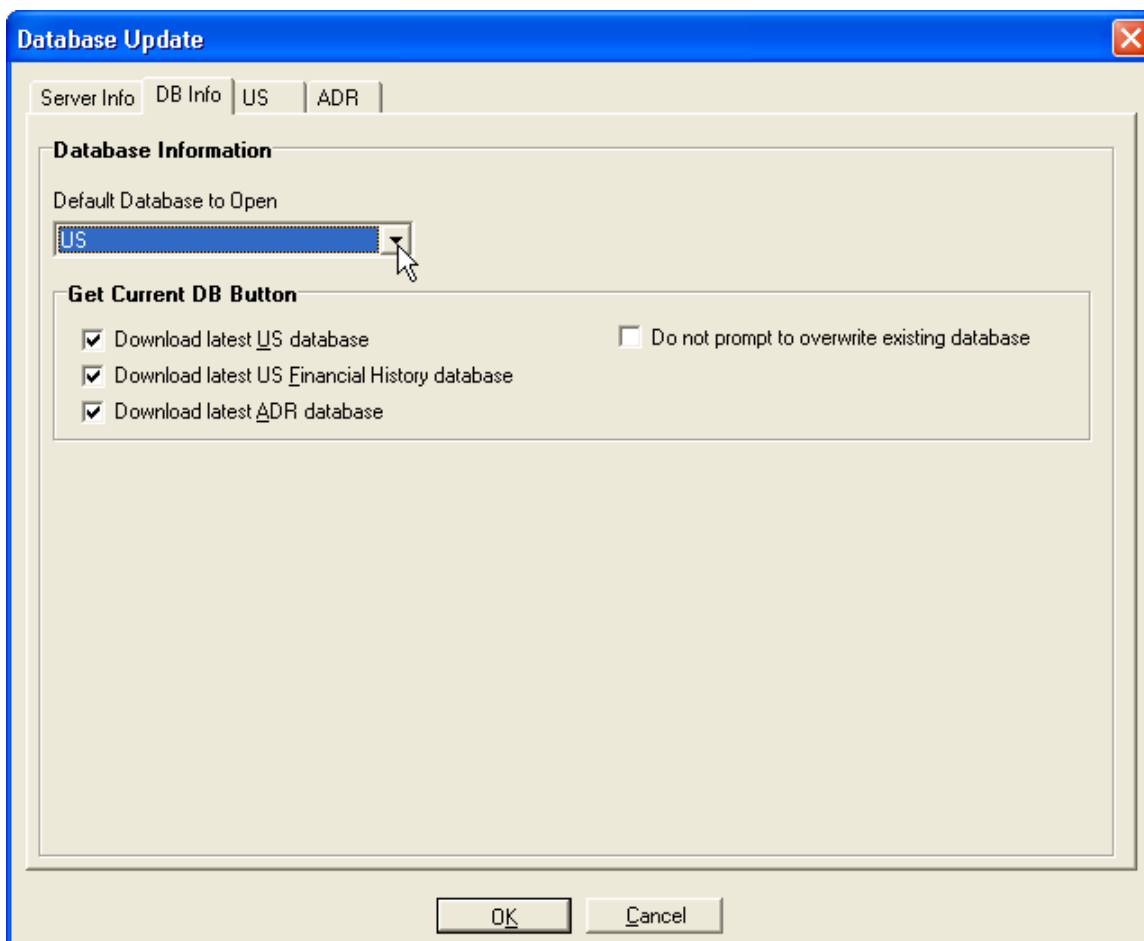 Database Update
Server Info DB Info US ADR
Database Information
Default Database to Open
US
Get Current DB Button
Download latest US database
Do not prompt to overwrite existing database
Download latest US Financial History database
Download latest ADR database
OK Cancel